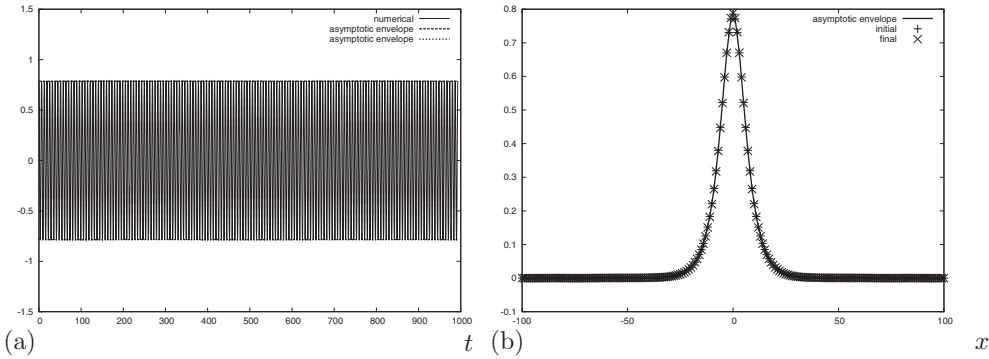 1.5
1
0.5
0
-0.5
-1
-1.5
0 100 200 300 400 500 600 700 800 900 1000
numerical
asymptotic envelope
asymptotic envelope
(a)
t
0.8
0.7
0.6
0.5
0.4
0.3
0.2
0.1
0
-0.1
-100 -50 0 50 100
asymptotic envelope
initial
final
(b)
x